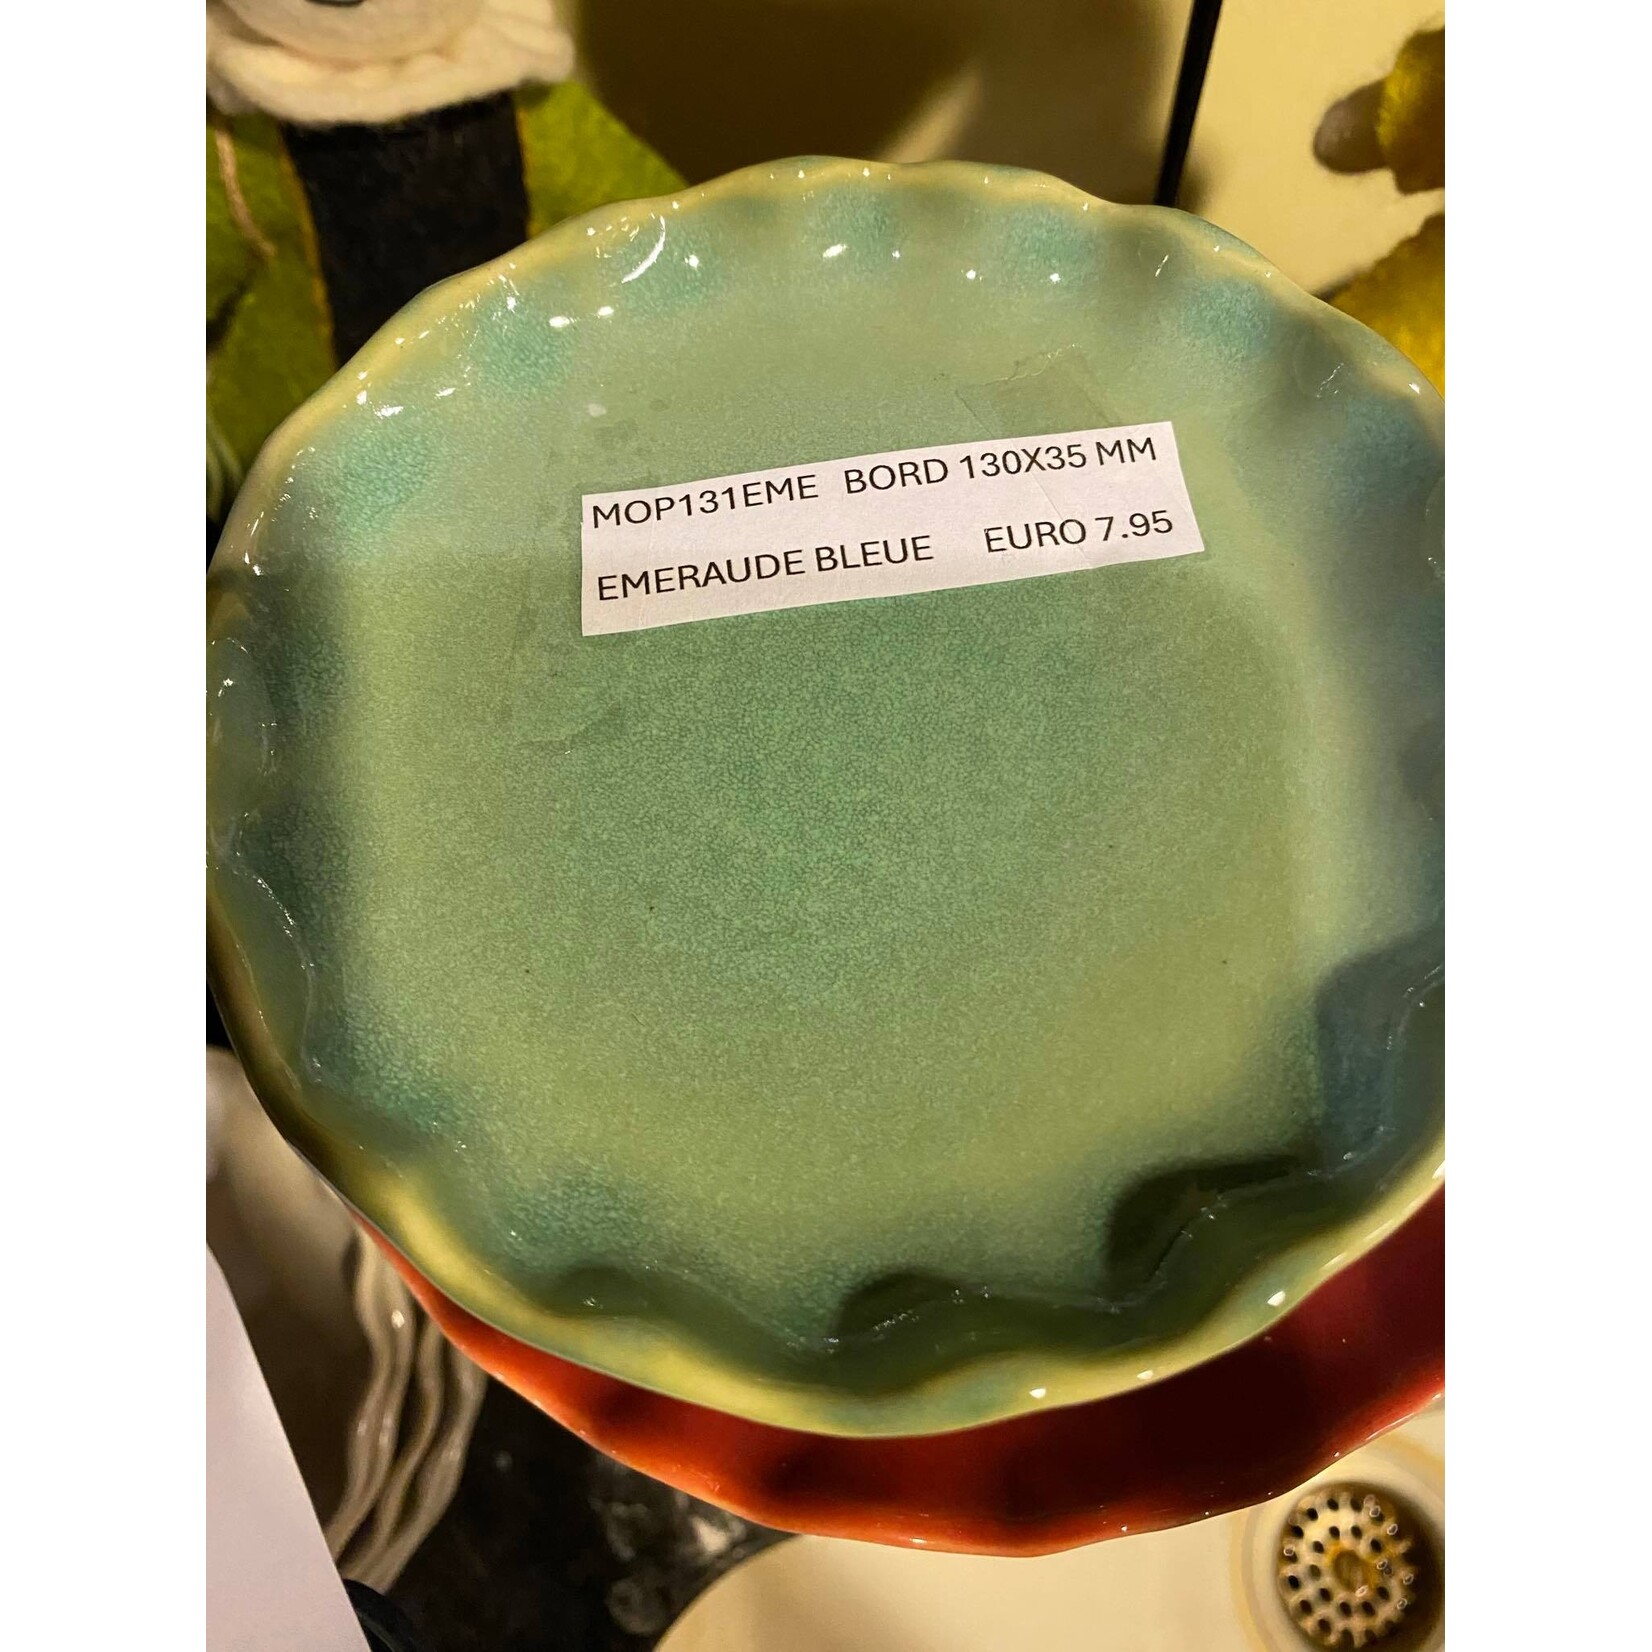 MOP131EME BORD 130X35 MM
EMERAUDE BLEUE EURO 7.95